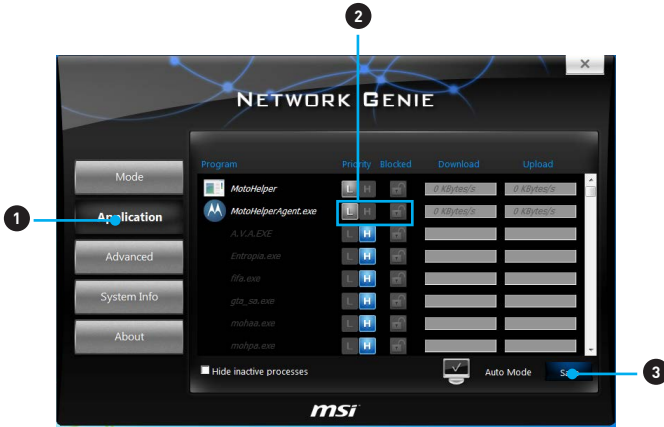 2
NETWORK GENIE
Program Priority Blocked Download Upload
Mode
MotoHelper L H 0 KBytes/s 0 KBytes/s
1
Application
MotoHelperAgent.exe L H 0 KBytes/s 0 KBytes/s
A.V.A.EXE L H
Advanced
Entropia.exe L H
fifa.exe L H
System Info
gta_sa.exe L H
mohaa.exe L H
About
mohpa.exe L H
Hide inactive processes
Auto Mode
3
msi